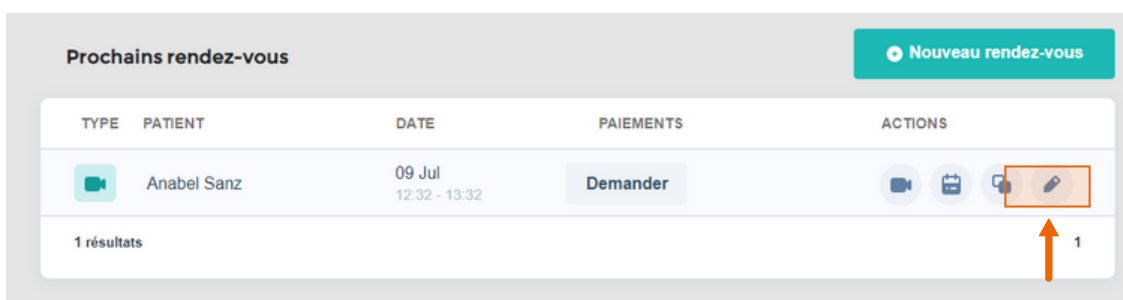 Prochains rendez-vous
Nouveau rendez-vous
TYPE PATIENT DATE PAIEMENTS ACTIONS
Anabel Sanz 09 Jul Demander
12:32 - 13:32
1 résultats 1